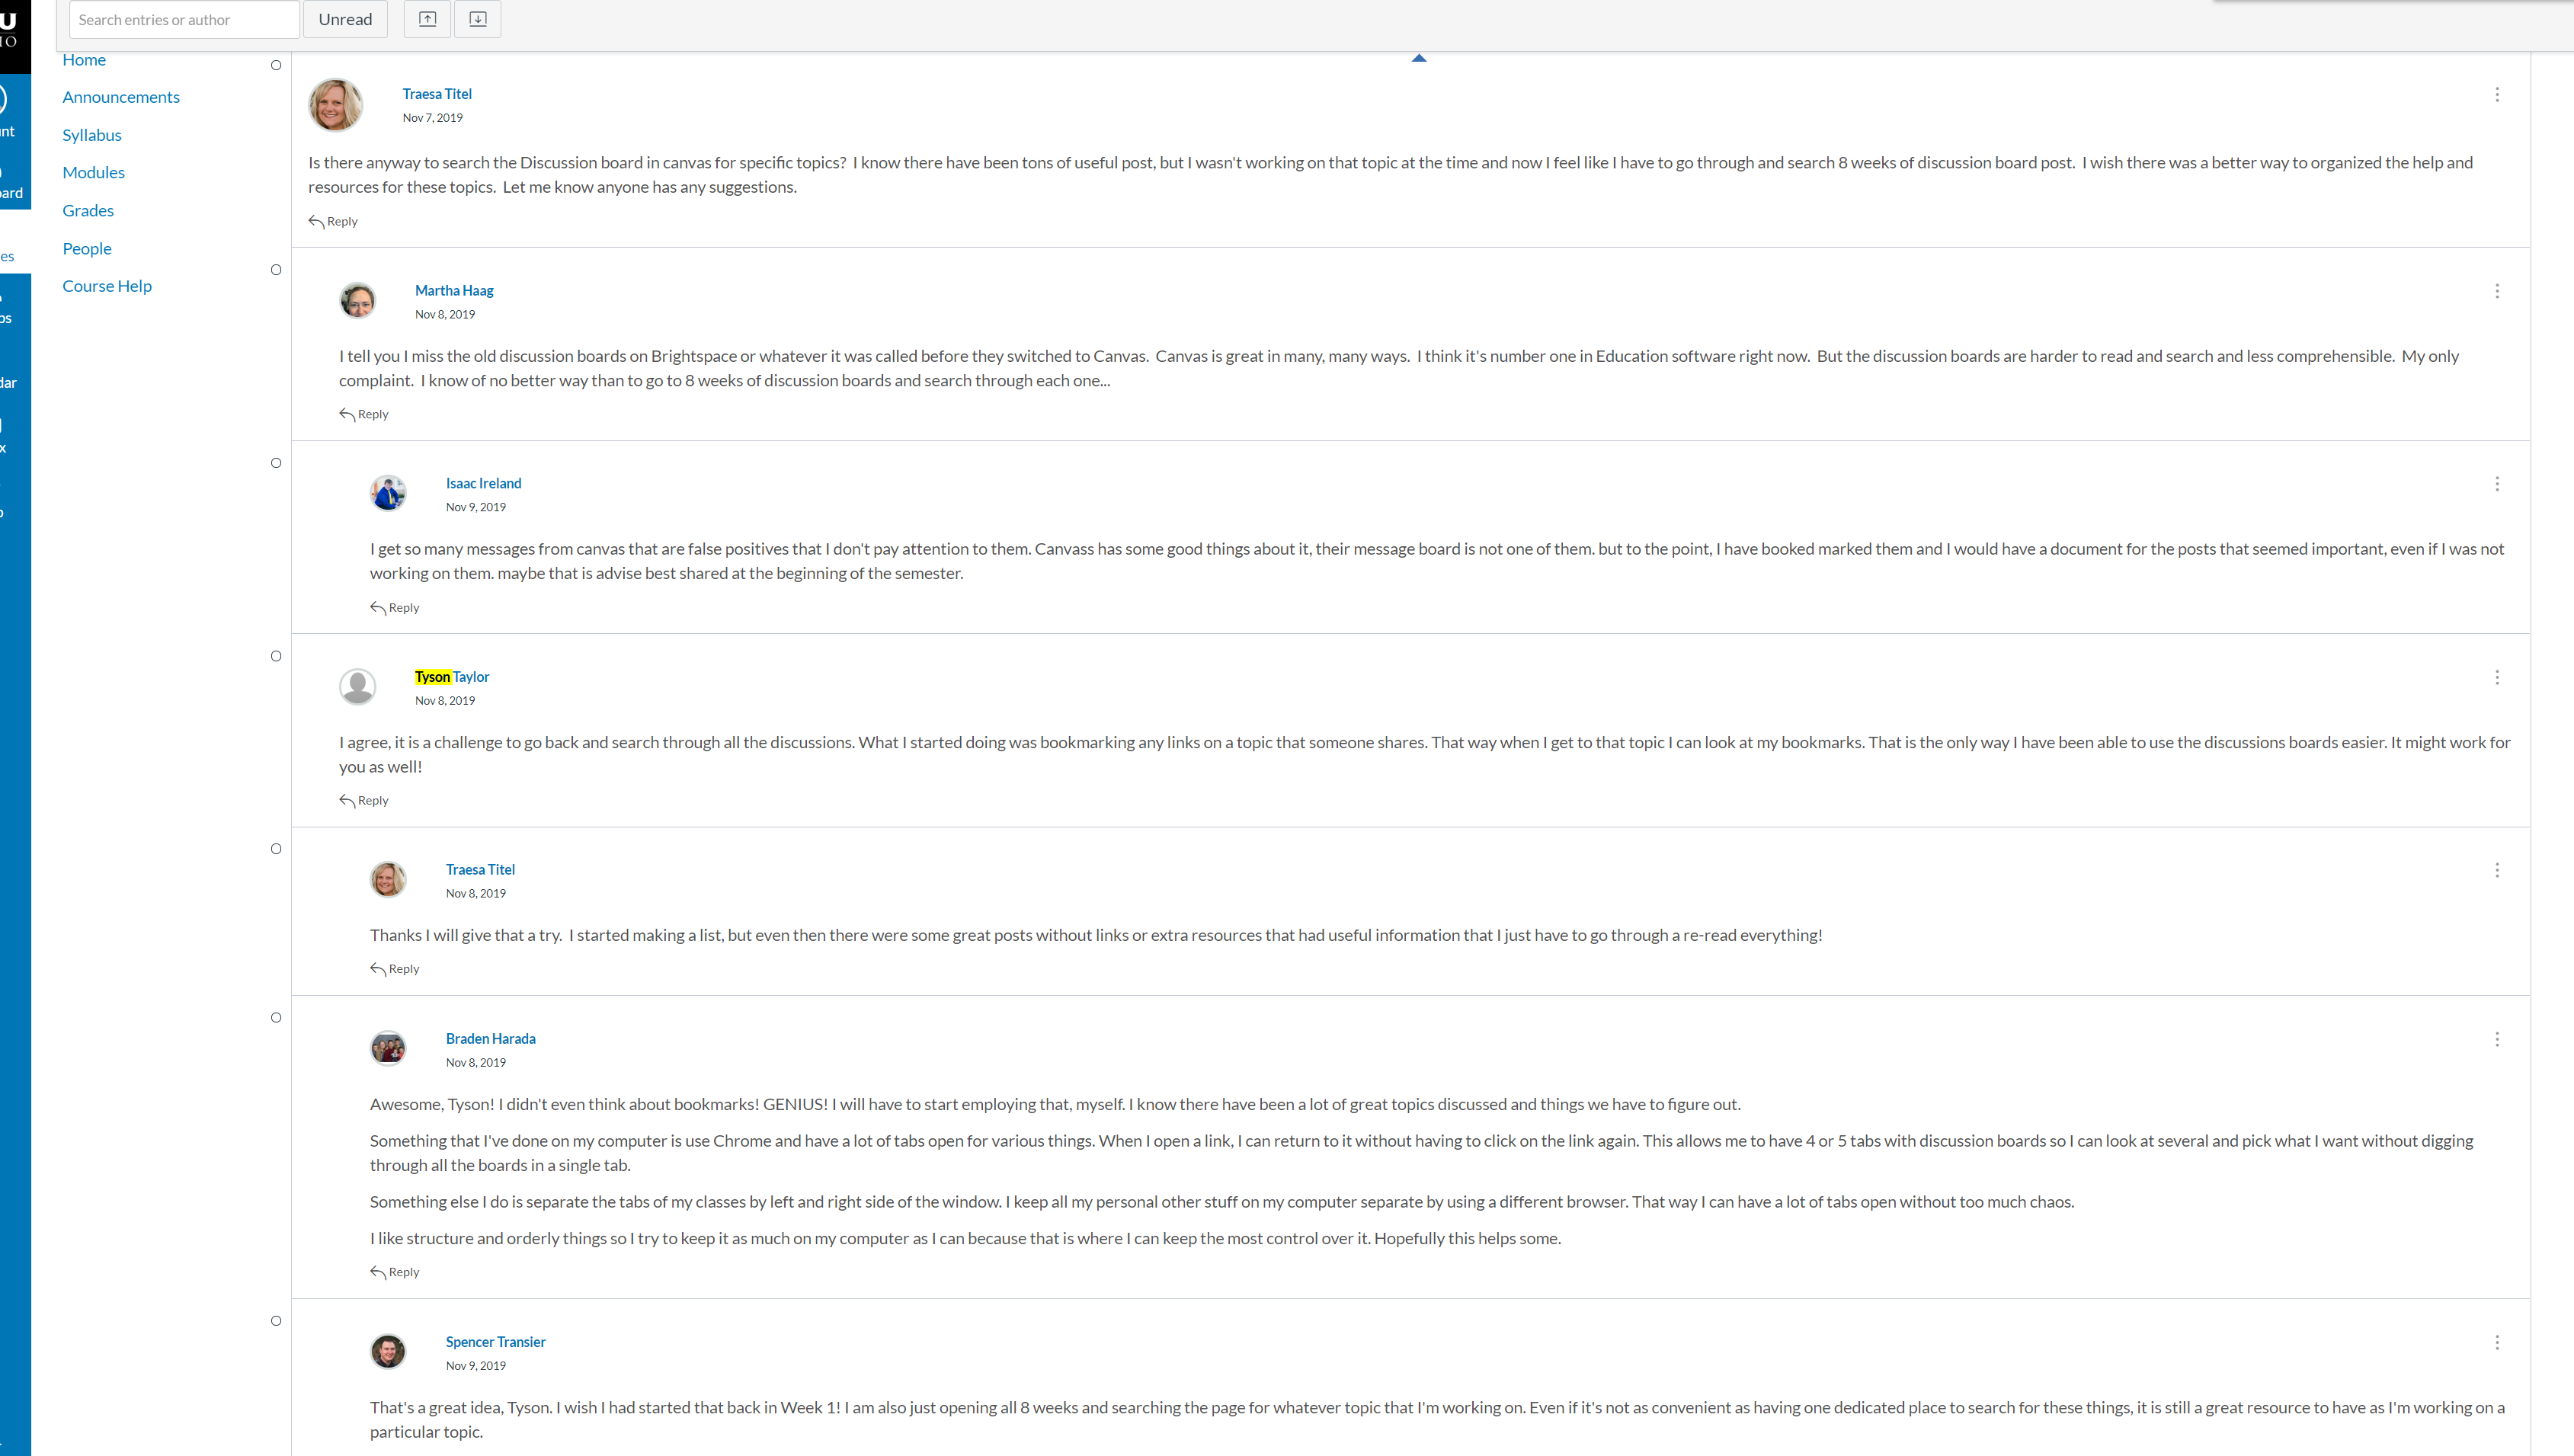 Search entries or author
Unread
U
IO
nt
ard
es
os
dar
x
Home
Announcements
Syllabus
Modules
Grades
People
Course Help
Traesa Titel
Nov 7, 2019
Is there anyway to search the Discussion board in canvas for specific topics?  I know there have been tons of useful post, but I wasn't working on that topic at the time and now I feel like I have to go through and search 8 weeks of discussion board post.  I wish there was a better way to organized the help and
resources for these topics.  Let me know anyone has any suggestions.
Reply
Martha Haag
Nov 8, 2019
I tell you I miss the old discussion boards on Brightspace or whatever it was called before they switched to Canvas.  Canvas is great in many, many ways.  I think it's number one in Education software right now.  But the discussion boards are harder to read and search and less comprehensible.  My only
complaint.  I know of no better way than to go to 8 weeks of discussion boards and search through each one...
Reply
Isaac Ireland
Nov 9, 2019
I get so many messages from canvas that are false positives that I don't pay attention to them. Canvass has some good things about it, their message board is not one of them. but to the point, I have booked marked them and I would have a document for the posts that seemed important, even if I was not
working on them. maybe that is advise best shared at the beginning of the semester.
Reply
Tyson Taylor
Nov 8, 2019
I agree, it is a challenge to go back and search through all the discussions. What I started doing was bookmarking any links on a topic that someone shares. That way when I get to that topic I can look at my bookmarks. That is the only way I have been able to use the discussions boards easier. It might work for
you as well!
Reply
Traesa Titel
Nov 8, 2019
Thanks I will give that a try.  I started making a list, but even then there were some great posts without links or extra resources that had useful information that I just have to go through a re-read everything!
Reply
Braden Harada
Nov 8, 2019
Awesome, Tyson! I didn't even think about bookmarks! GENIUS! I will have to start employing that, myself. I know there have been a lot of great topics discussed and things we have to figure out.
Something that I've done on my computer is use Chrome and have a lot of tabs open for various things. When I open a link, I can return to it without having to click on the link again. This allows me to have 4 or 5 tabs with discussion boards so I can look at several and pick what I want without digging
through all the boards in a single tab.
Something else I do is separate the tabs of my classes by left and right side of the window. I keep all my personal other stuff on my computer separate by using a different browser. That way I can have a lot of tabs open without too much chaos.
I like structure and orderly things so I try to keep it as much on my computer as I can because that is where I can keep the most control over it. Hopefully this helps some.
Reply
Spencer Transier
Nov 9, 2019
That's a great idea, Tyson. I wish I had started that back in Week 1! I am also just opening all 8 weeks and searching the page for whatever topic that I'm working on. Even if it's not as convenient as having one dedicated place to search for these things, it is still a great resource to have as I'm working on a
particular topic.